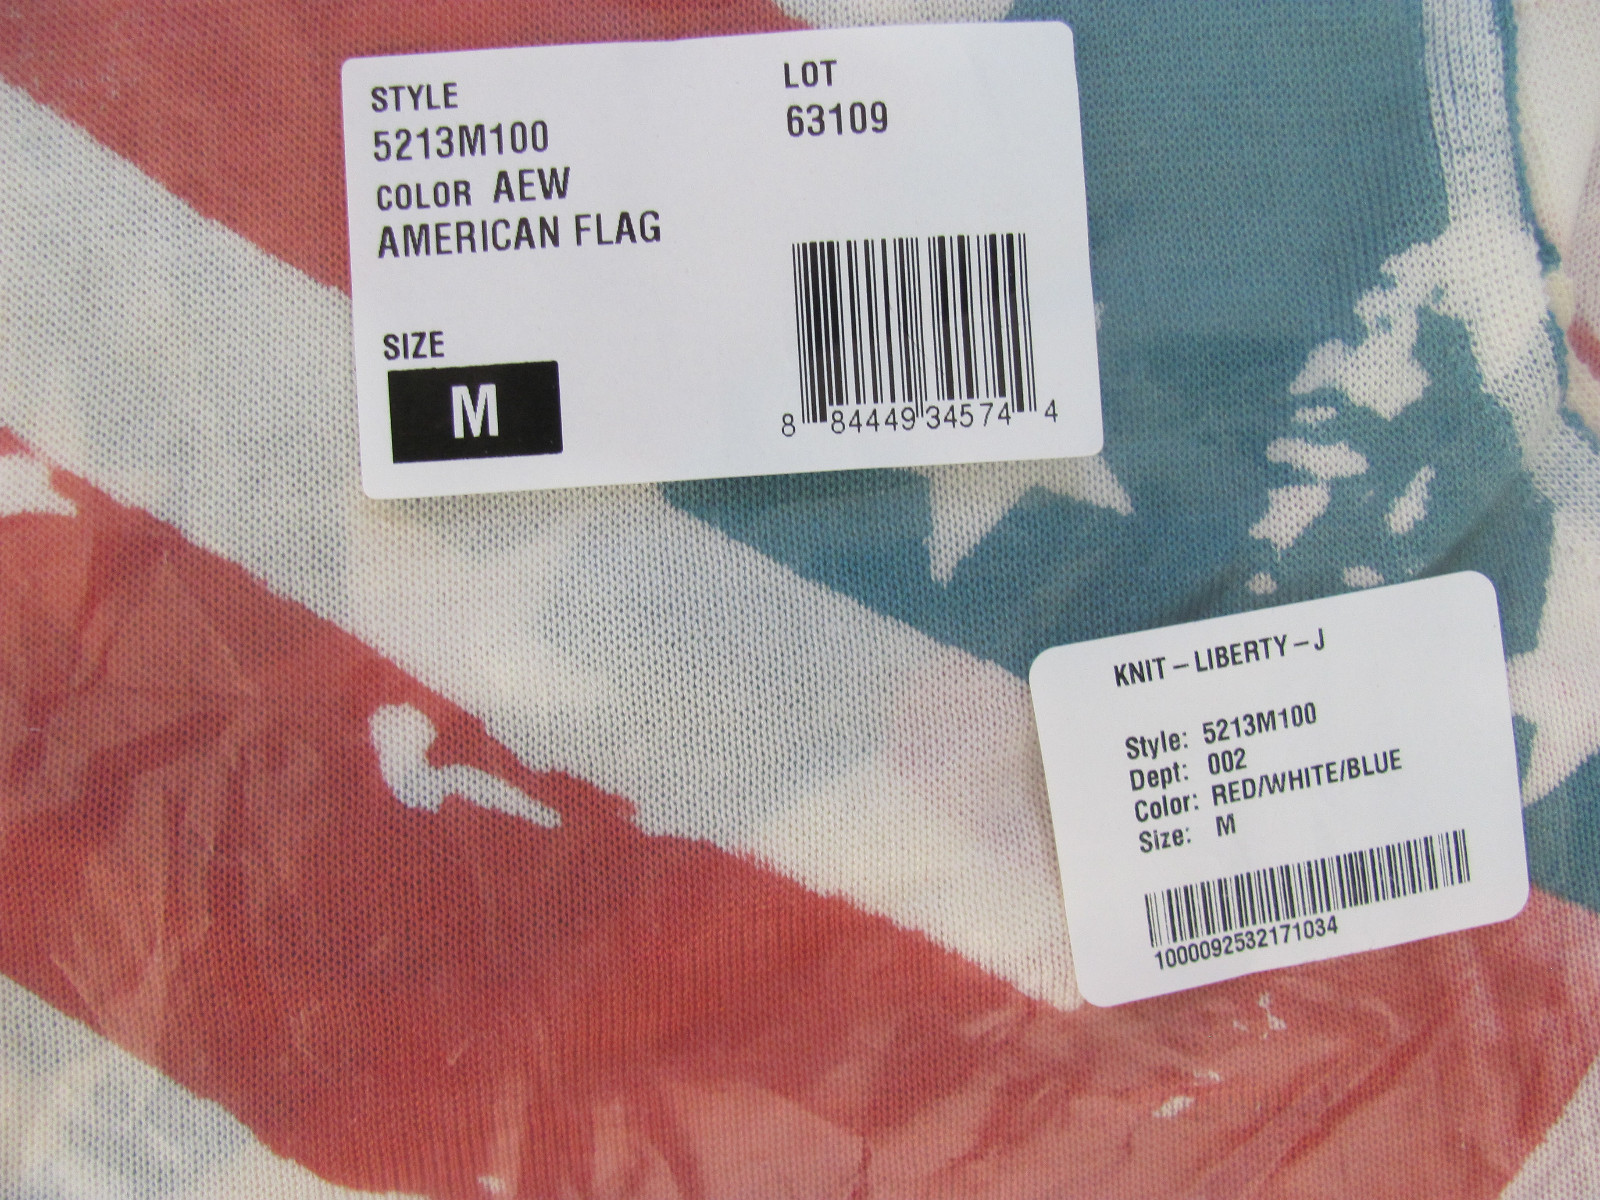 STYLE
5213M100
COLOR AEW
AMERICAN FLAG
LOT
63109
SIZE
M
8 84449 34574 4
KNIT – LIBERTY – J
Style: 5213M100
Dept: 002
Color: RED/WHITE/BLUE
Size: M
1000092532171034